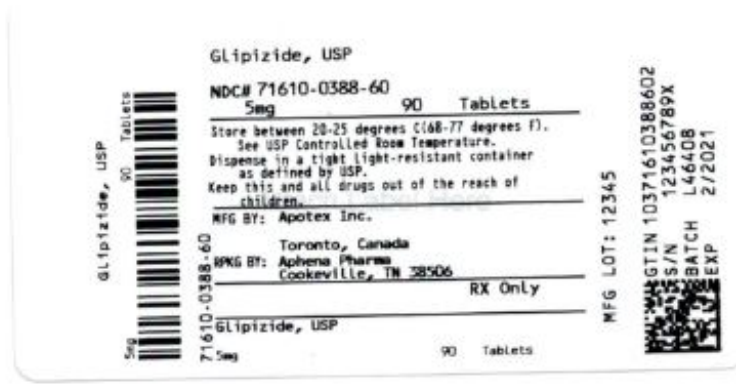 Glipizide, USP
NDC# 71610-0388-60
5mg 90 Tablets
Store between 20-25 degrees C(68-77 degrees F).
See USP Controlled Room Temperature.
Dispense in a tight light-resistant container
as defined by USP.
Keep this and all drugs out of the reach of
children.
Label Here
MFG BY: Apotex Inc.
Toronto, Canada
RPKG BY: Aphena Pharma
Cookeville, TN 38506
RX Only
Glipizide, USP
5mg 90 Tablets
Glipizide, USP
5mg 90 Tablets
71610-0388-60
MFG LOT: 12345
GTIN 10371610388602
S/N 123456789X
BATCH L46408
EXP 2/2021